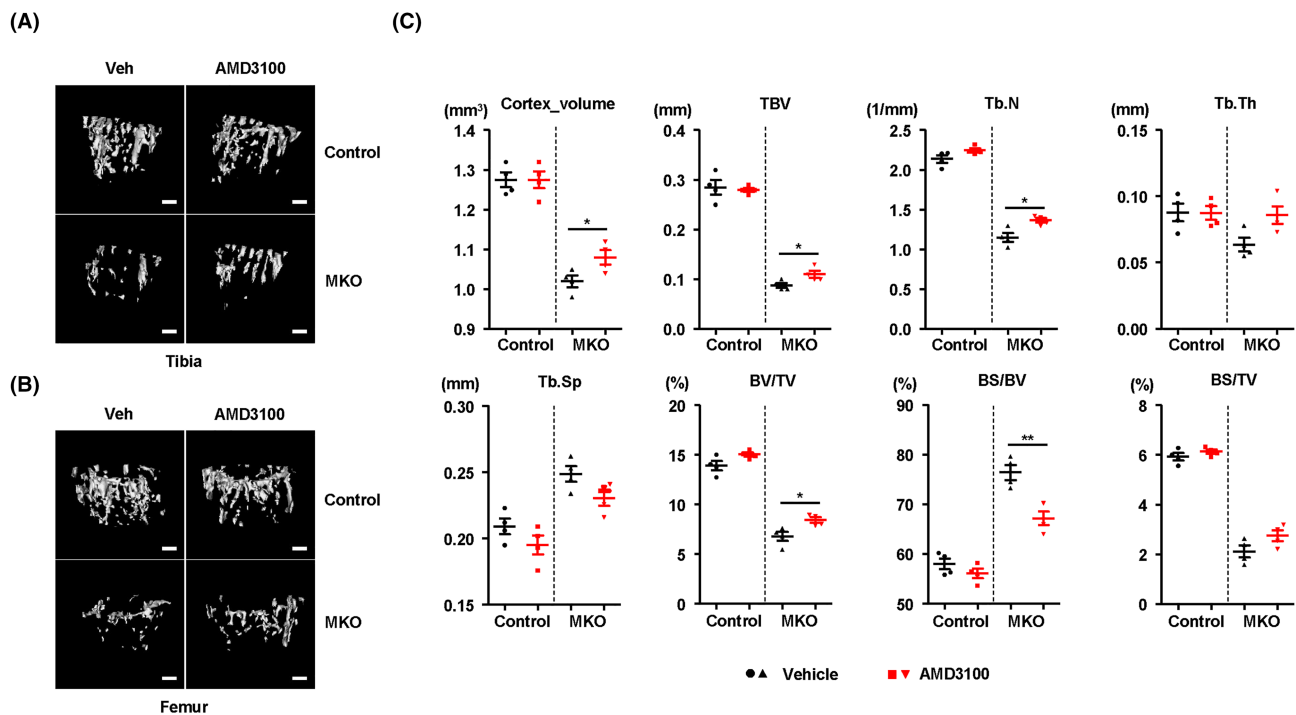 (A)
Veh AMD3100
Control
MKO
Tibia
(B)
Veh AMD3100
Control
MKO
Femur
(C)
(mm³) Cortex_volume
1.4
1.3
1.2
1.1
1.0
0.9
*
Control MKO
(mm) TBV
0.4
0.3
0.2
0.1
0.0
*
Control MKO
(1/mm) Tb.N
2.5
2.0
1.5
1.0
0.5
0.0
*
Control MKO
(mm) Tb.Th
0.15
0.10
0.05
0.00
Control MKO
(mm) Tb.Sp
0.30
0.25
0.20
0.15
Control MKO
(%) BV/TV
20
15
10
5
0
*
Control MKO
(%) BS/BV
90
80
70
60
50
**
Control MKO
(%) BS/TV
8
6
4
2
0
Control MKO
Vehicle AMD3100